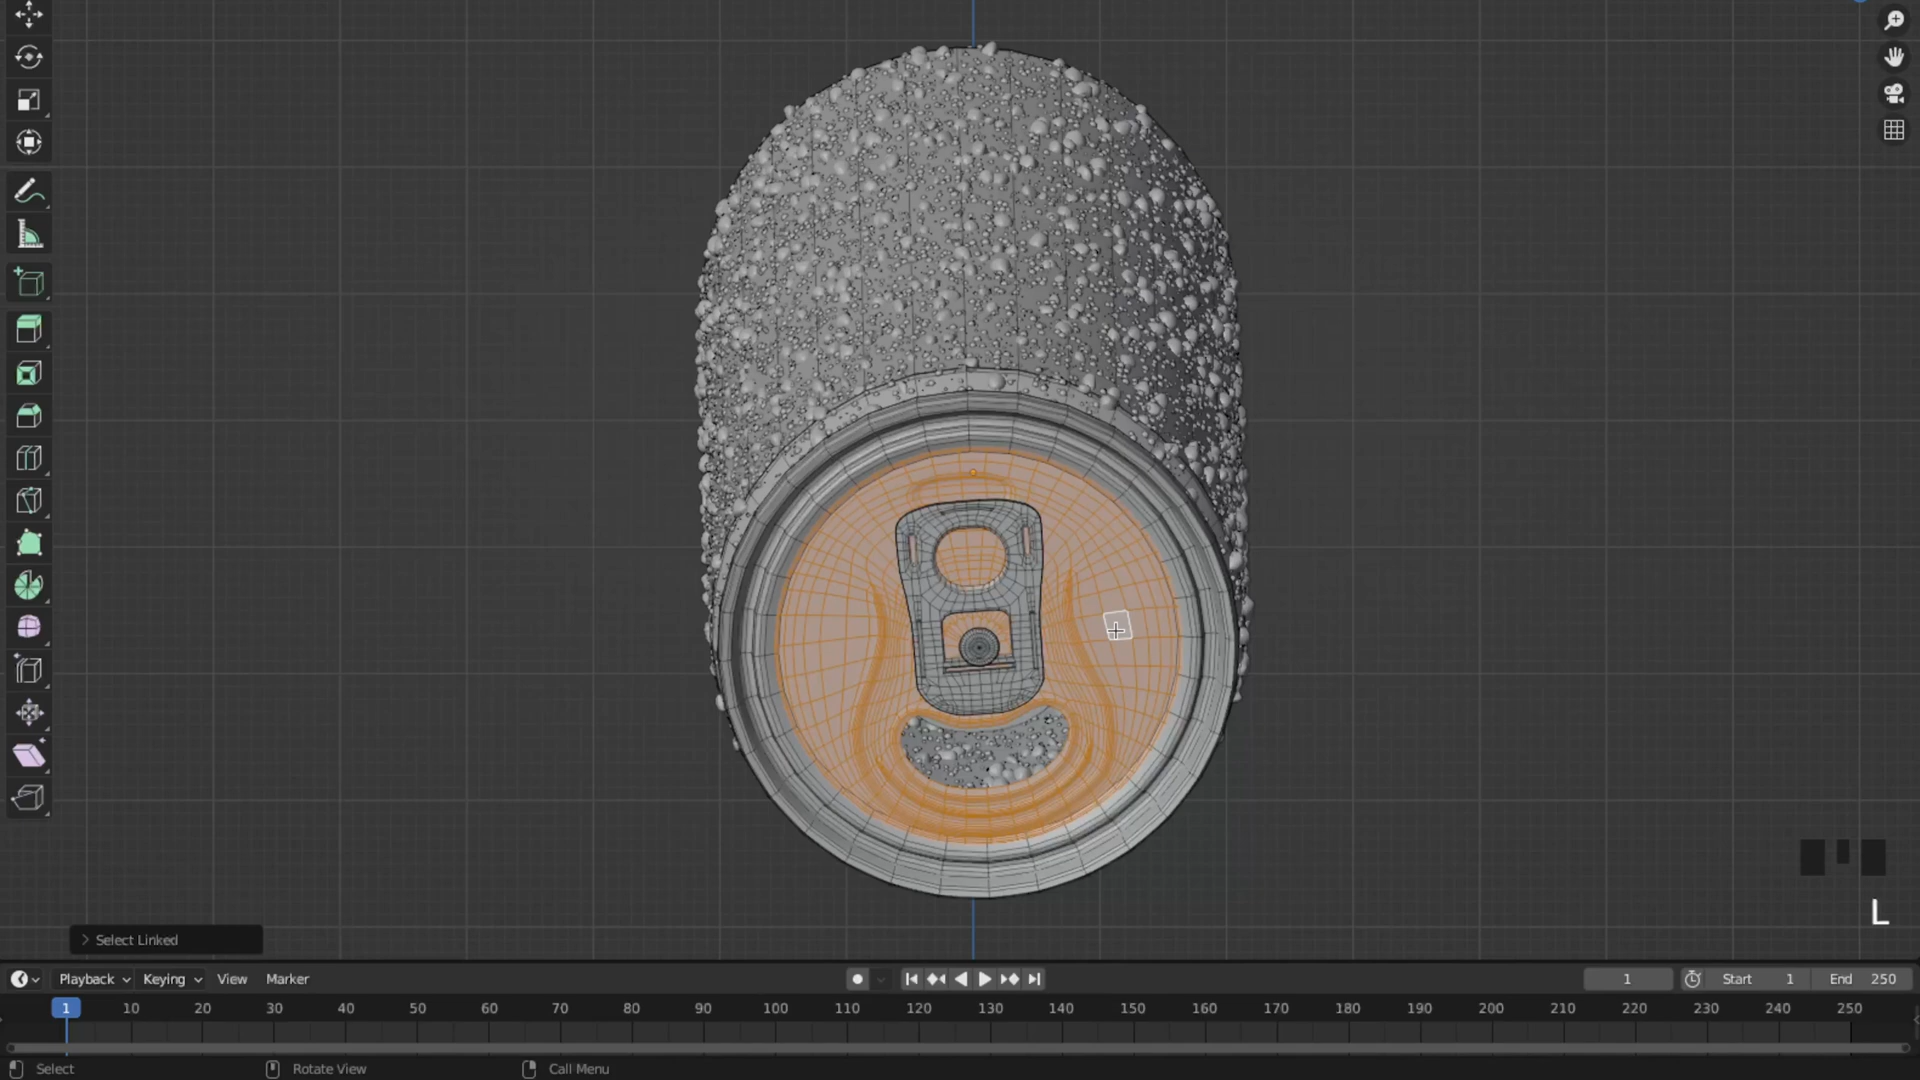 L
Select Linked
Playback Keying View Marker 1 Start 1 End 250
1 10 20 30 40 50 60 70 80 90 100 110 120 130 140 150 160 170 180 190 200 210 220 230 240 250
Select Rotate View Call Menu